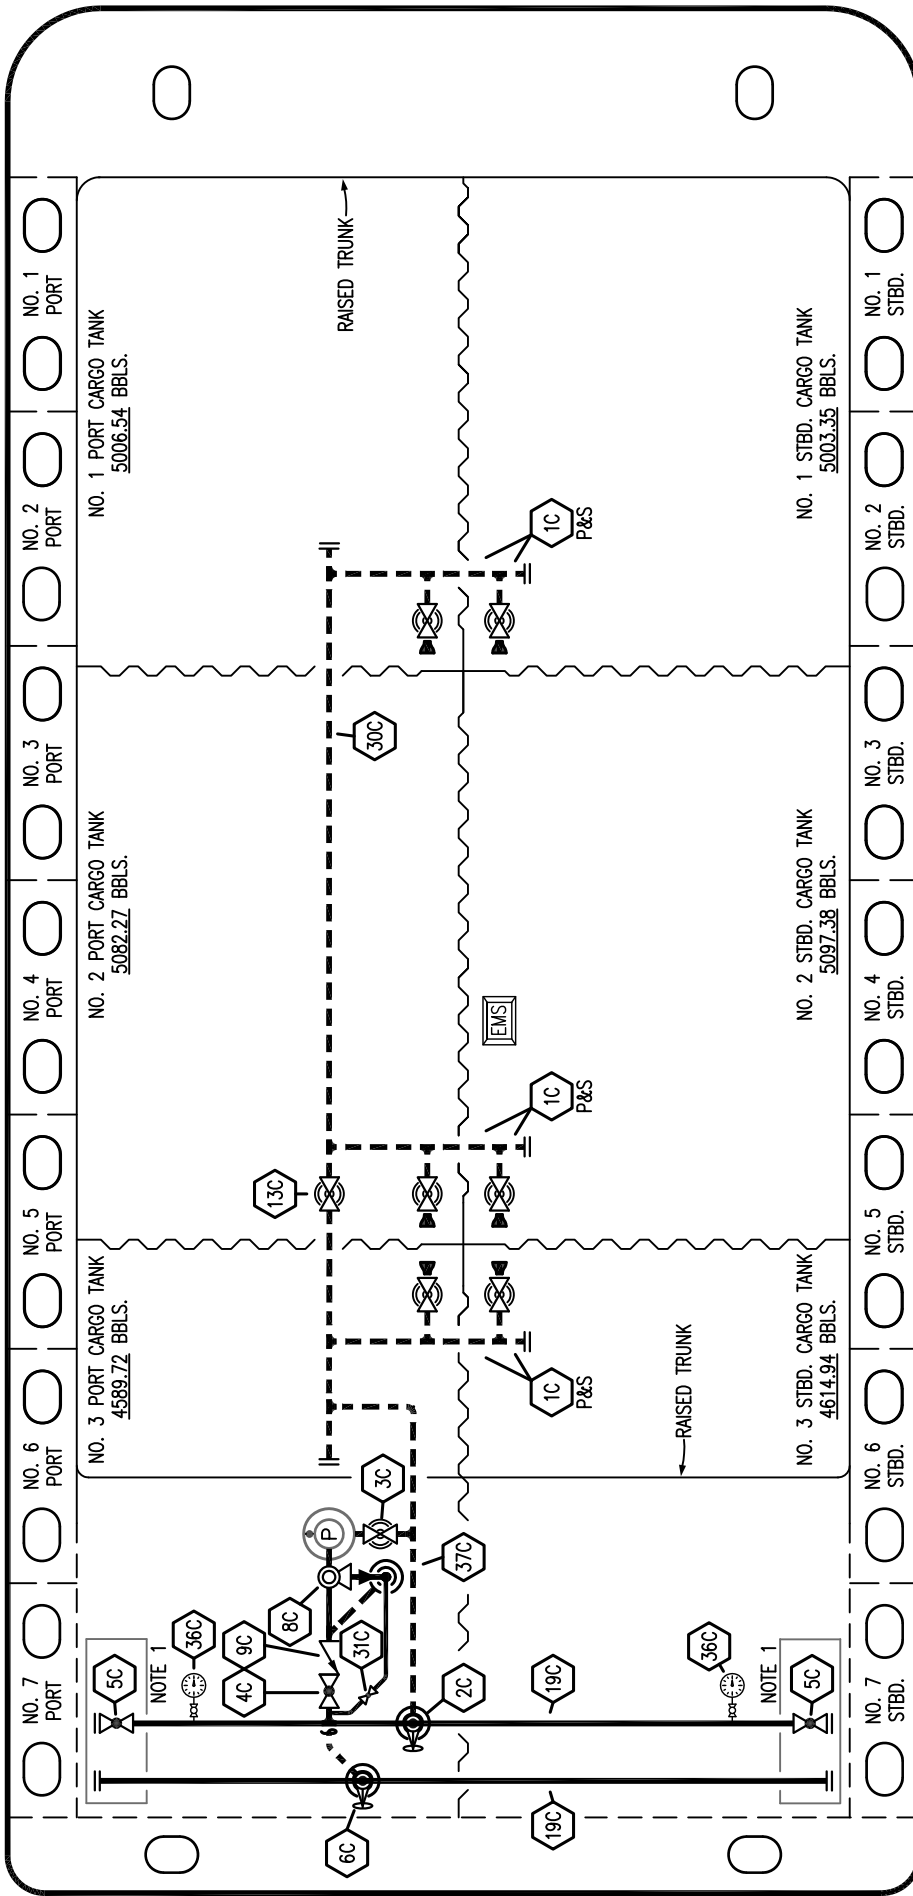 NO. 7
PORT
NO. 6
PORT
NO. 5
PORT
NO. 4
PORT
NO. 3
PORT
NO. 2
PORT
NO. 1
PORT
NO. 3 PORT CARGO TANK
4589.72 BBLS.
NO. 2 PORT CARGO TANK
5082.27 BBLS.
NO. 1 PORT CARGO TANK
5006.54 BBLS.
5C
NOTE 1
36C
9C
4C
8C
31C
P
3C
13C
30C
RAISED TRUNK
6C
2C
37C
19C
19C
1C
P&S
1C
P&S
1C
P&S
EMS
RAISED TRUNK
36C
NOTE 1
5C
NO. 3 STBD. CARGO TANK
4614.94 BBLS.
NO. 2 STBD. CARGO TANK
5097.38 BBLS.
NO. 1 STBD. CARGO TANK
5003.35 BBLS.
NO. 7
STBD.
NO. 6
STBD.
NO. 5
STBD.
NO. 4
STBD.
NO. 3
STBD.
NO. 2
STBD.
NO. 1
STBD.